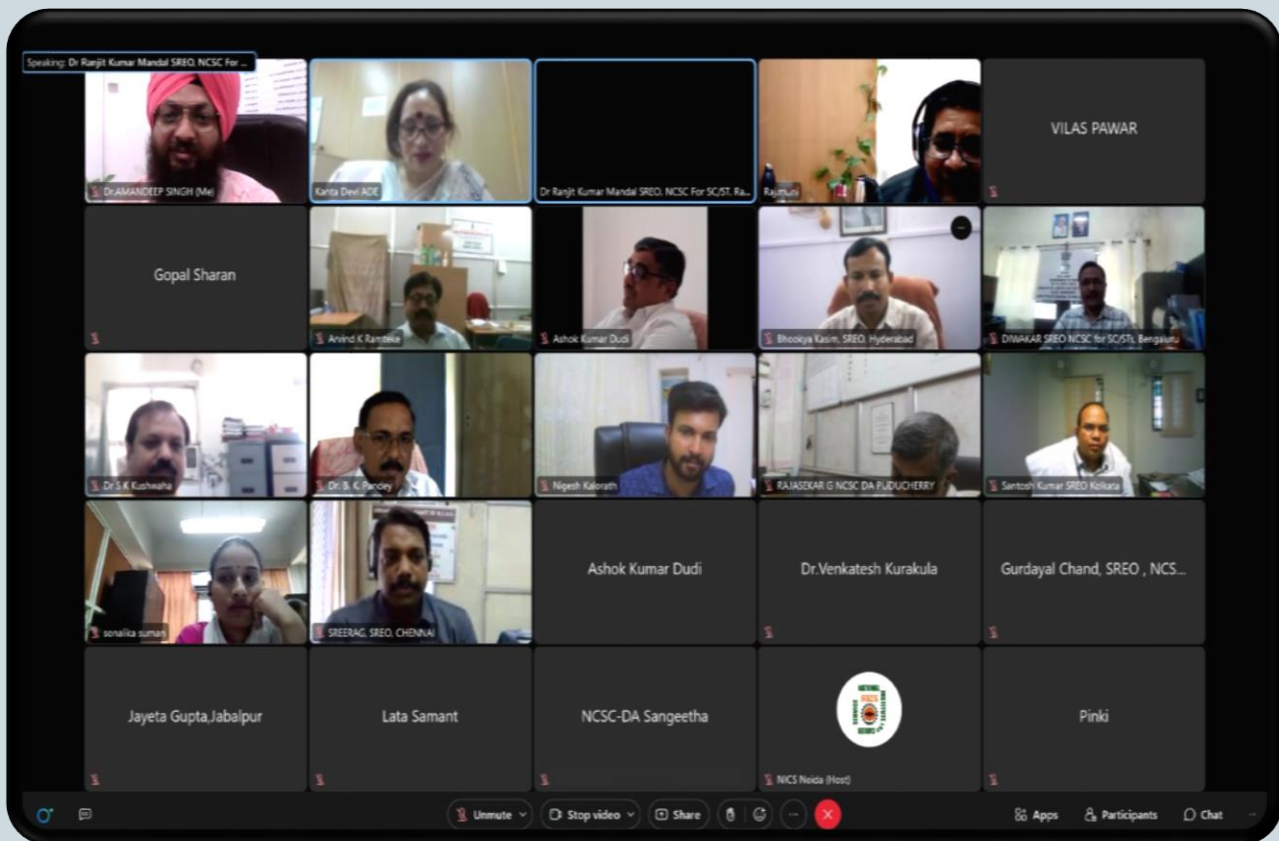 Speaking: Dr Ranjit Kumar Mandal SREO, NCSC For ...
Dr.AMANDEEP SINGH (Me)
Kanta Devi ADE
Dr Ranjit Kumar Mandal SREO, NCSC For SC/ST, Ra...
Rajmuni
VILAS PAWAR
Gopal Sharan
Arvind K Ramteke
Ashok Kumar Dudi
Bhookya Kasim, SREO, Hyderabad
DIWAKAR SREO NCSC for SC/STs, Bengaluru
Dr S K Kushwaha
Dr. B. K. Pandey
Nigesh Kalorath
RAJASEKAR G NCSC DA PUDUCHERRY
Santosh Kumar SREO Kolkata
sonalika suman
SREERAG, SREO, CHENNAI
Ashok Kumar Dudi
Dr.Venkatesh Kurakula
Gurdayal Chand, SREO , NCS...
Jayeta Gupta,Jabalpur
Lata Samant
NCSC-DA Sangeetha
NICS Noida (Host)
Pinki
Unmute
Stop video
Share
Apps
Participants
Chat